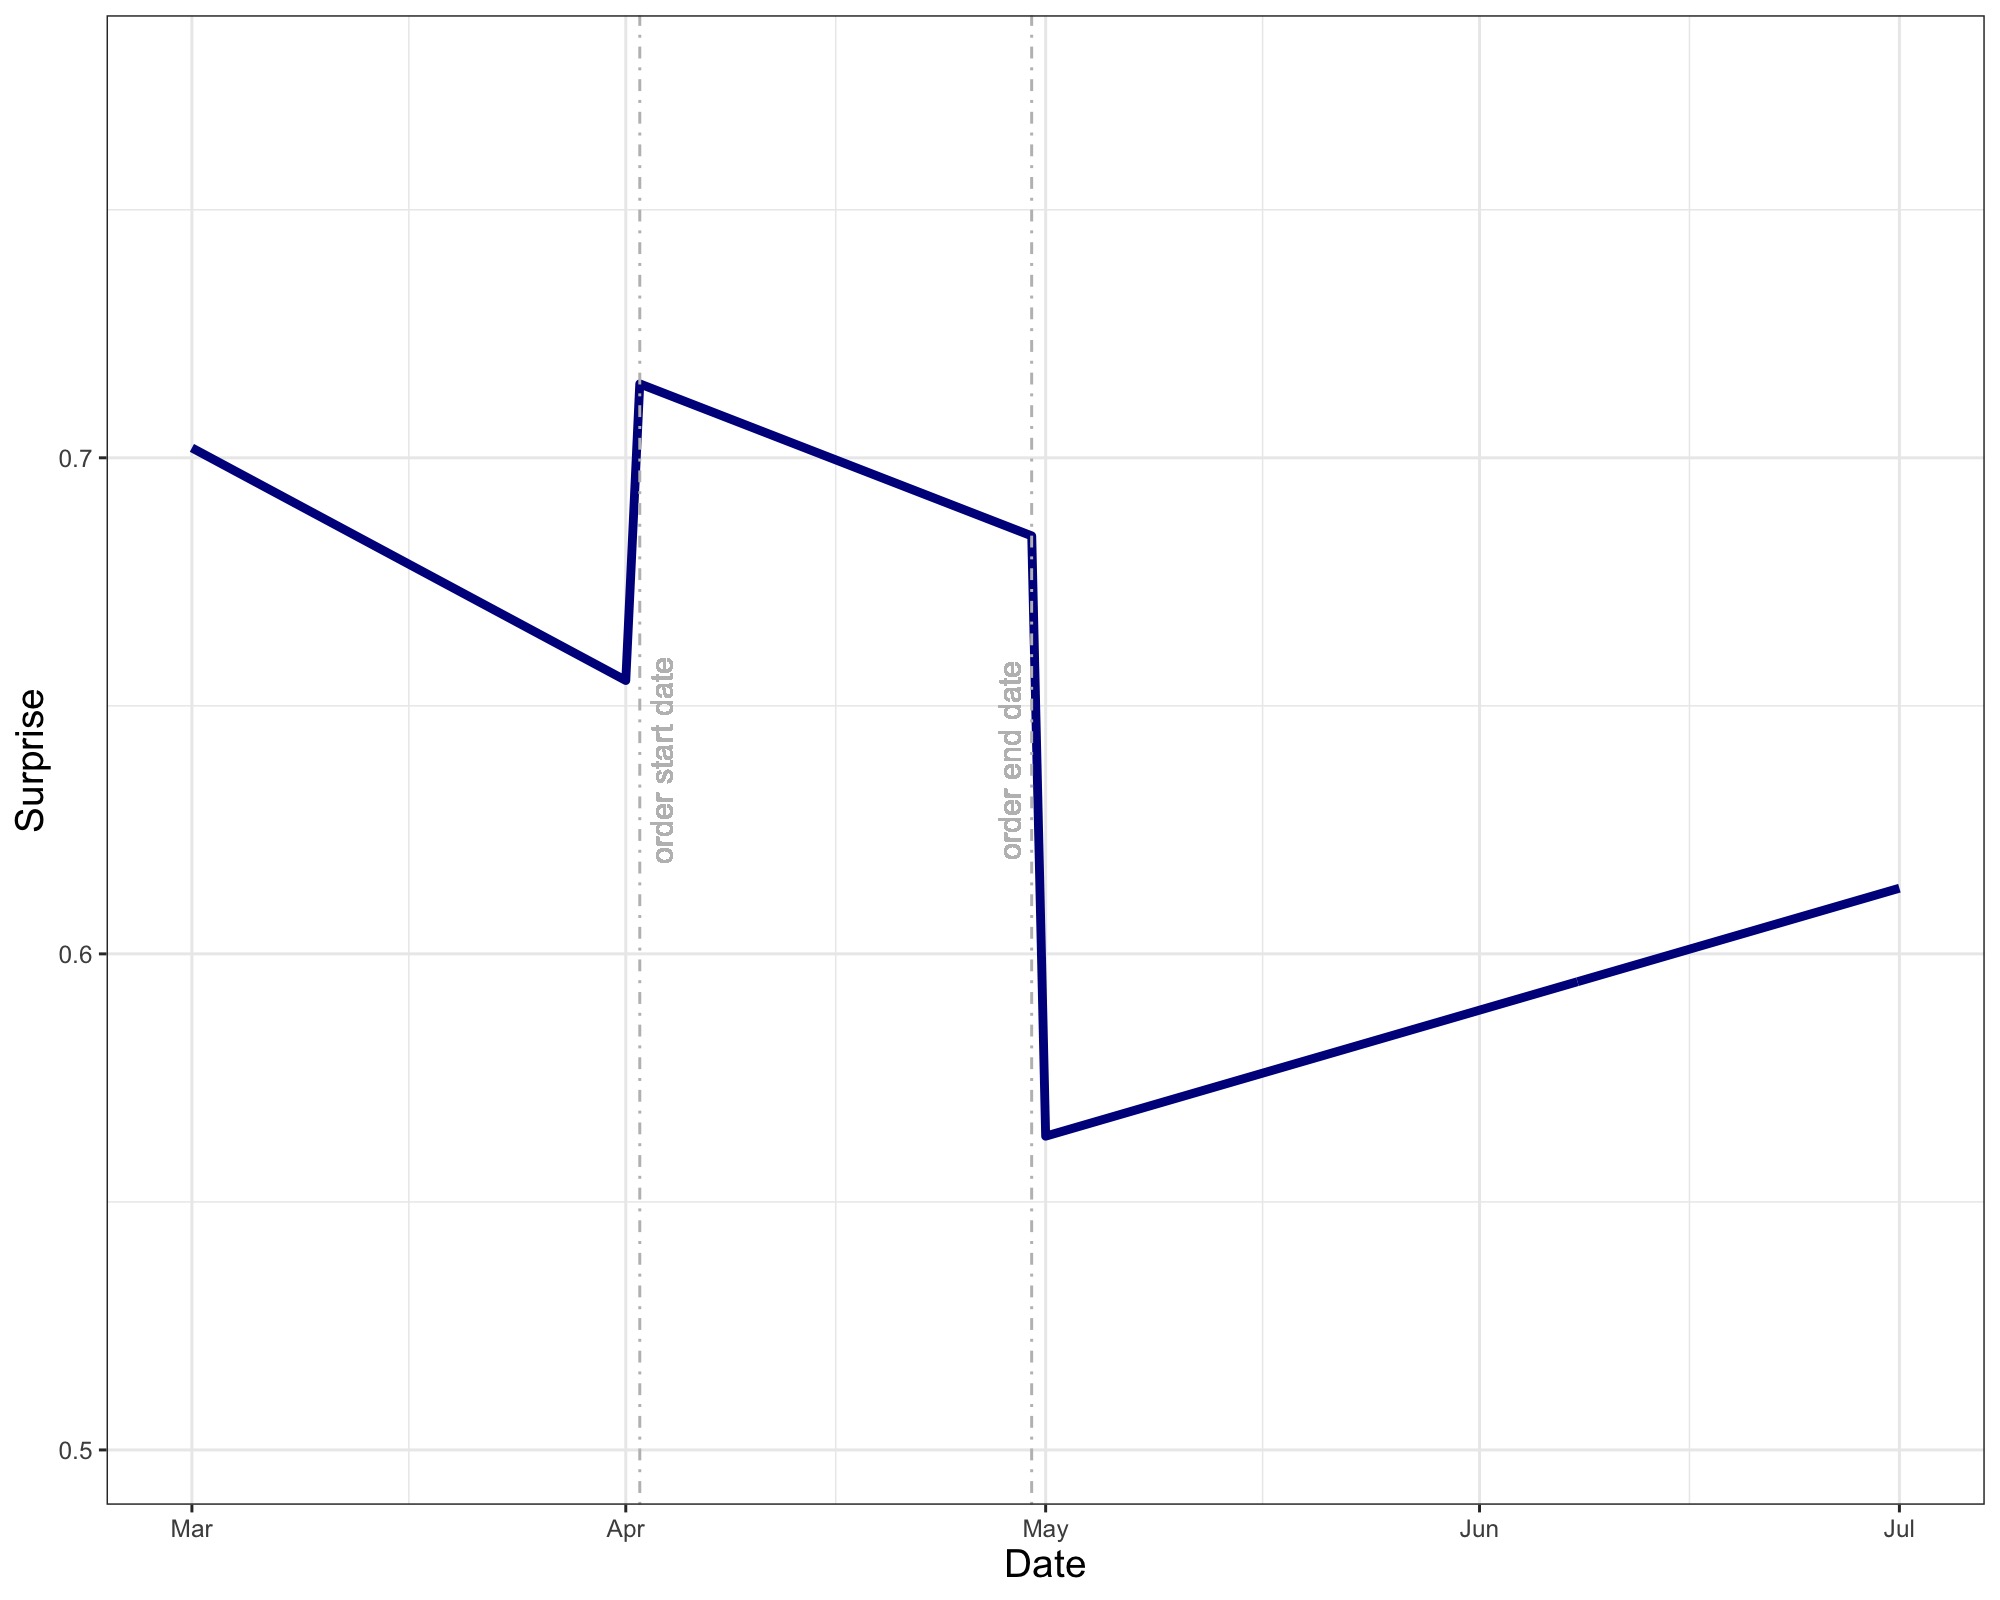 Surprise
0.7
0.6
0.5
order start date
order end date
Mar
Apr
May
Jun
Jul
Date